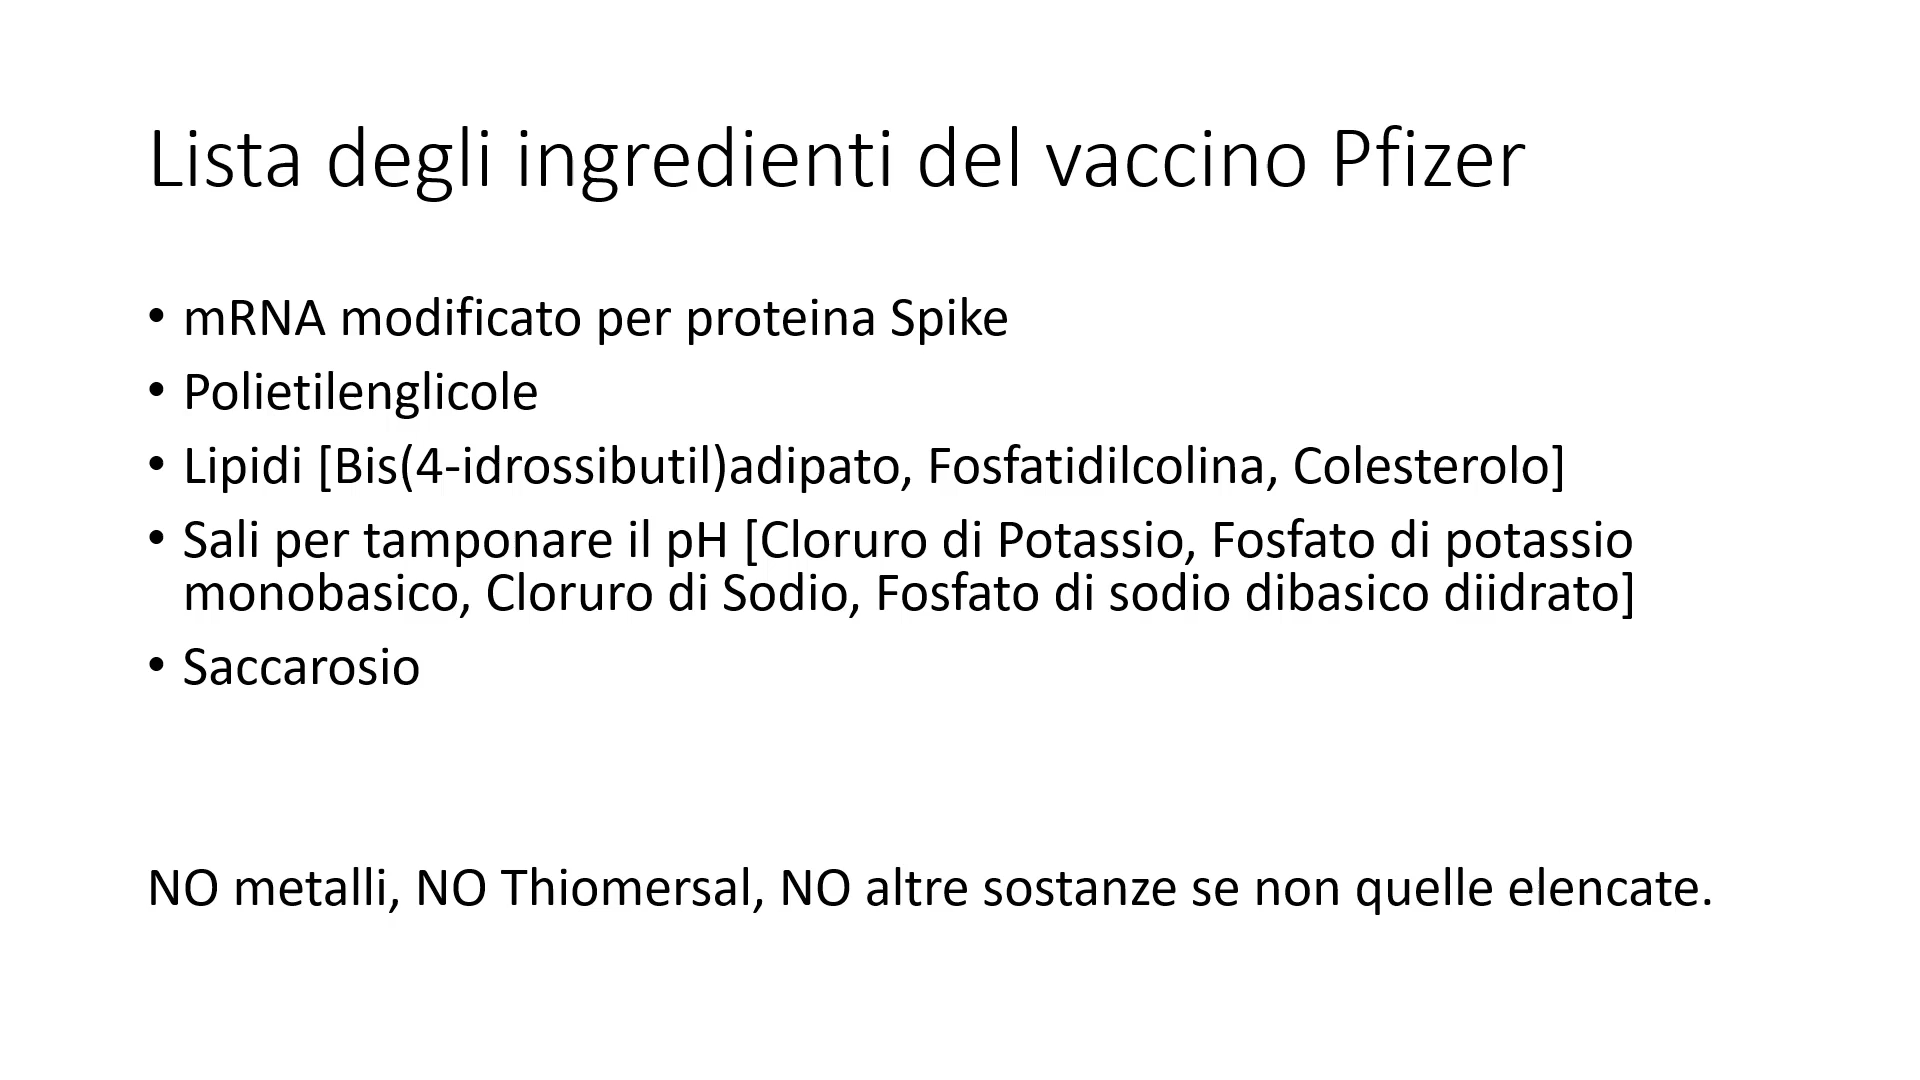 Lista degli ingredienti del vaccino Pfizer
• mRNA modificato per proteina Spike
• Polietilenglicole
• Lipidi [Bis(4-idrossibutil)adipato, Fosfatidilcolina, Colesterolo]
• Sali per tamponare il pH [Cloruro di Potassio, Fosfato di potassio
monobasico, Cloruro di Sodio, Fosfato di sodio dibasico diidrato]
• Saccarosio
NO metalli, NO Thiomersal, NO altre sostanze se non quelle elencate.